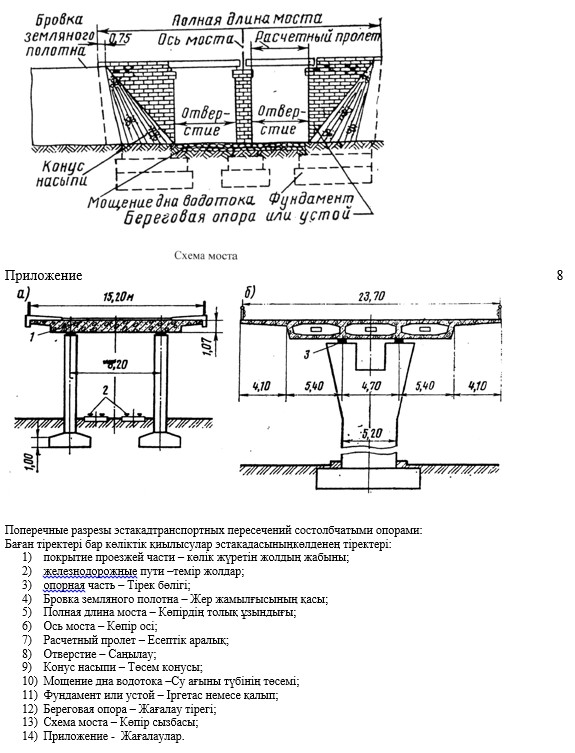 Полная длина моста
Бровка
земляного
полотна
0,75
Ось моста
Расчетный пролет
Отвер-
стие
Отвер-
стие
Конус
насыпи
Мощение дна водотока
Фундамент
Береговая опора или устой
Схема моста
Приложение 8
а)
15,20м
1
1,07
8,20
2
1,00
б)
23,70
3
4,10 5,40 4,70 5,40 4,10
5,20
Поперечные разрезы эстакадтранспортных пересечений состолбчатыми опорами:
Баған тіректері бар көліктік қиылысулар эстакадасыныңкөлденең тіректері:
1) покрытие проезжей части – көлік жүретін жолдың жабыны;
2) железнодорожные пути –темір жолдар;
3) опорная часть – Тірек бөлігі;
4) Бровка земляного полотна – Жер жамылғысының қасы;
5) Полная длина моста – Көпірдің толық ұзындығы;
6) Ось моста – Көпір осі;
7) Расчетный пролет – Есептік аралық;
8) Отверстие – Саңылау;
9) Конус насыпи – Төсем конусы;
10) Мощение дна водотока –Су ағыны түбінің төсемі;
11) Фундамент или устой – Іргетас немесе қалып;
12) Береговая опора – Жағалау тірегі;
13) Схема моста – Көпір сызбасы;
14) Приложение - Жағалаулар.